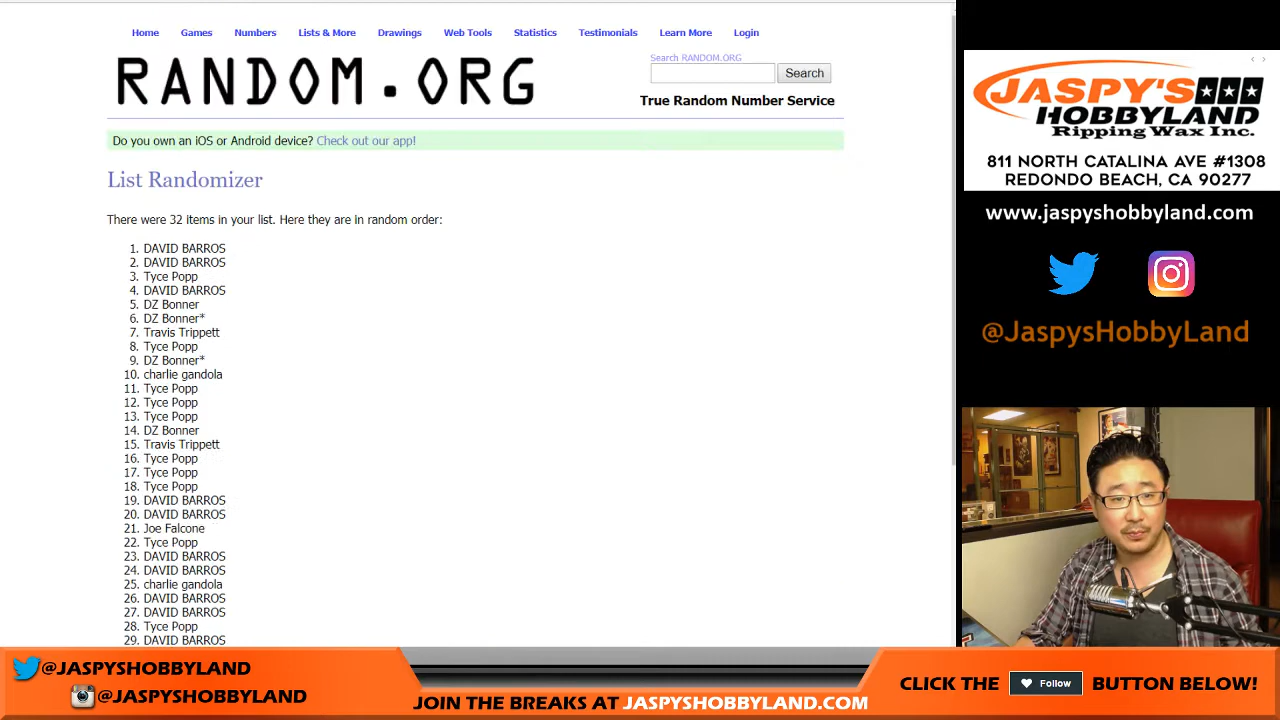 Home Games Numbers Lists & More Drawings Web Tools Statistics Testimonials Learn More Login
RANDOM.ORG
Search RANDOM.ORG
Search
True Random Number Service
Do you own an iOS or Android device? Check out our app!
List Randomizer
There were 32 items in your list. Here they are in random order:
1. DAVID BARROS
2. DAVID BARROS
3. Tyce Popp
4. DAVID BARROS
5. DZ Bonner
6. DZ Bonner*
7. Travis Trippett
8. Tyce Popp
9. DZ Bonner*
10. charlie gandola
11. Tyce Popp
12. Tyce Popp
13. Tyce Popp
14. DZ Bonner
15. Travis Trippett
16. Tyce Popp
17. Tyce Popp
18. Tyce Popp
19. DAVID BARROS
20. DAVID BARROS
21. Joe Falcone
22. Tyce Popp
23. DAVID BARROS
24. DAVID BARROS
25. charlie gandola
26. DAVID BARROS
27. DAVID BARROS
28. Tyce Popp
29. DAVID BARROS
JASPY'S
HOBBYLAND
Ripping Wax Inc.
811 NORTH CATALINA AVE #1308
REDONDO BEACH, CA 90277
www.jaspyshobbyland.com
@JaspysHobbyLand
@JASPYSHOBBYLAND
@JASPYSHOBBYLAND
JOIN THE BREAKS AT JASPYSHOBBYLAND.COM
CLICK THE Follow BUTTON BELOW!